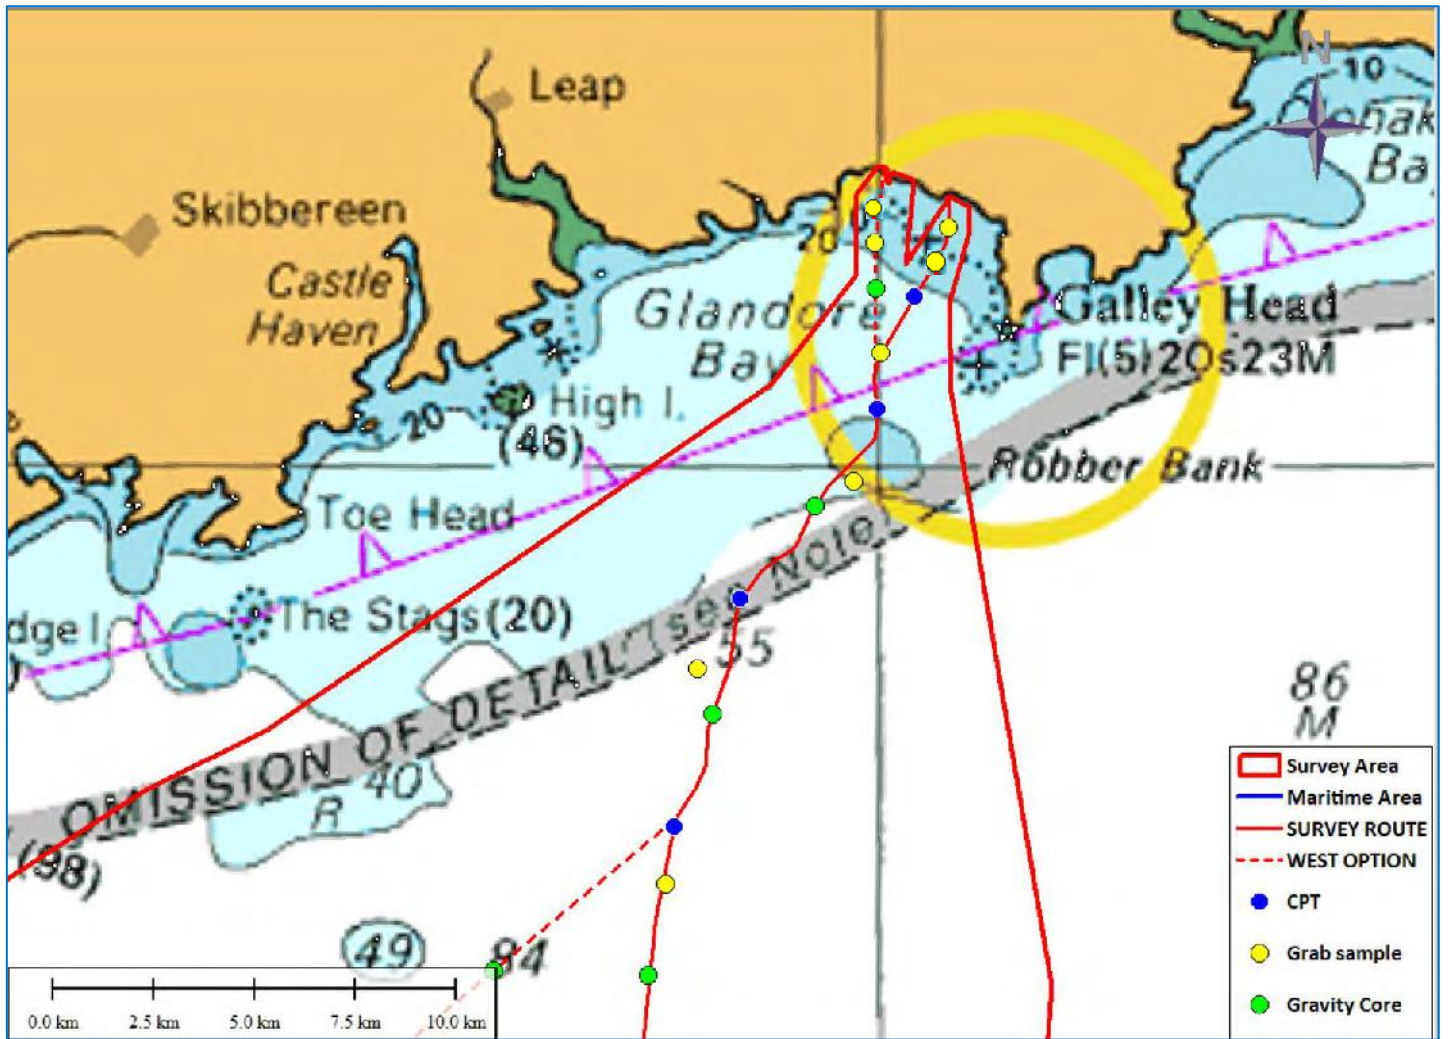 Leap
N
10
Ba
Skibbereen
Castle
Haven
Glandore
Bay
Galley Head
Fl(5)20s23M
20
High I.
(46)
Robber Bank
Toe Head
The Stags(20)
dge I
55
OMISSION OF DETAIL (see Note
86
M
40
R
(98)
49
84
Survey Area
Maritime Area
SURVEY ROUTE
WEST OPTION
CPT
Grab sample
Gravity Core
0.0 km 2.5 km 5.0 km 7.5 km 10.0 km